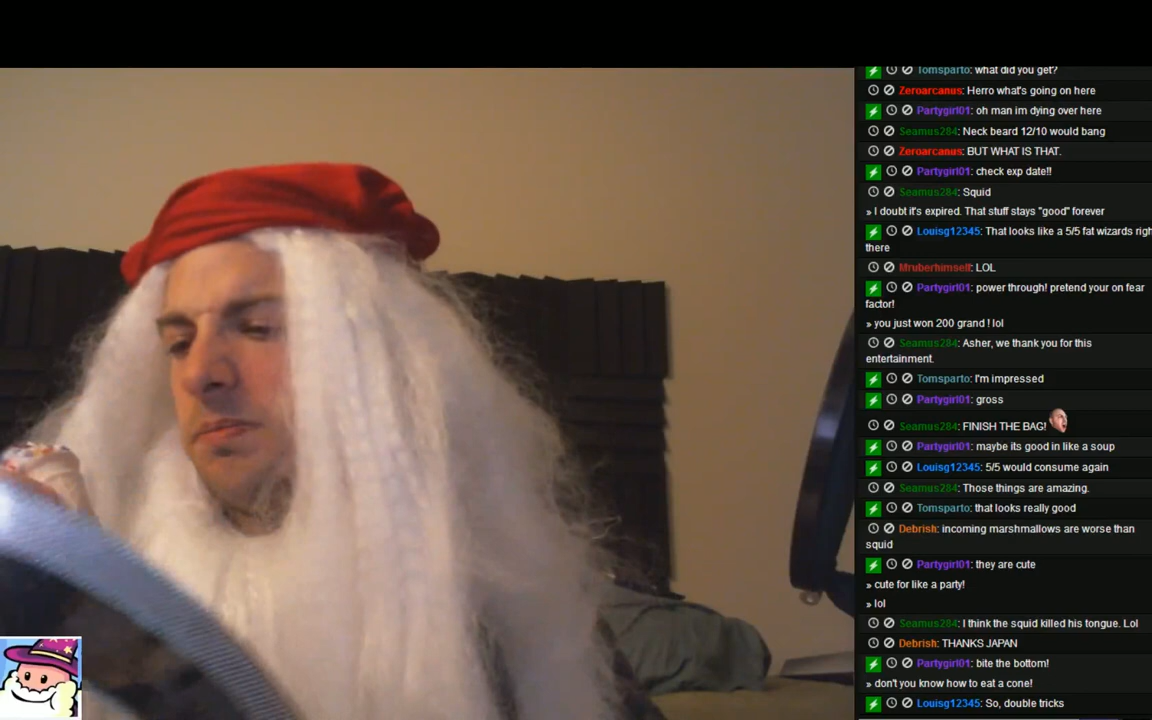 Tomsparto: what did you get?
Zeroarcanus: Herro what's going on here
Partygirl01: oh man im dying over here
Seamus284: Neck beard 12/10 would bang
Zeroarcanus: BUT WHAT IS THAT.
Partygirl01: check exp date!!
Seamus284: Squid
» I doubt it's expired. That stuff stays "good" forever
Louisg12345: That looks like a 5/5 fat wizards righ
there
Mruberhimself: LOL
Partygirl01: power through! pretend your on fear
factor!
» you just won 200 grand ! lol
Seamus284: Asher, we thank you for this
entertainment.
Tomsparto: I'm impressed
Partygirl01: gross
Seamus284: FINISH THE BAG!
Partygirl01: maybe its good in like a soup
Louisg12345: 5/5 would consume again
Seamus284: Those things are amazing.
Tomsparto: that looks really good
Debrish: incoming marshmallows are worse than
squid
Partygirl01: they are cute
» cute for like a party!
» lol
Seamus284: I think the squid killed his tongue. Lol
Debrish: THANKS JAPAN
Partygirl01: bite the bottom!
» don't you know how to eat a cone!
Louisg12345: So, double tricks